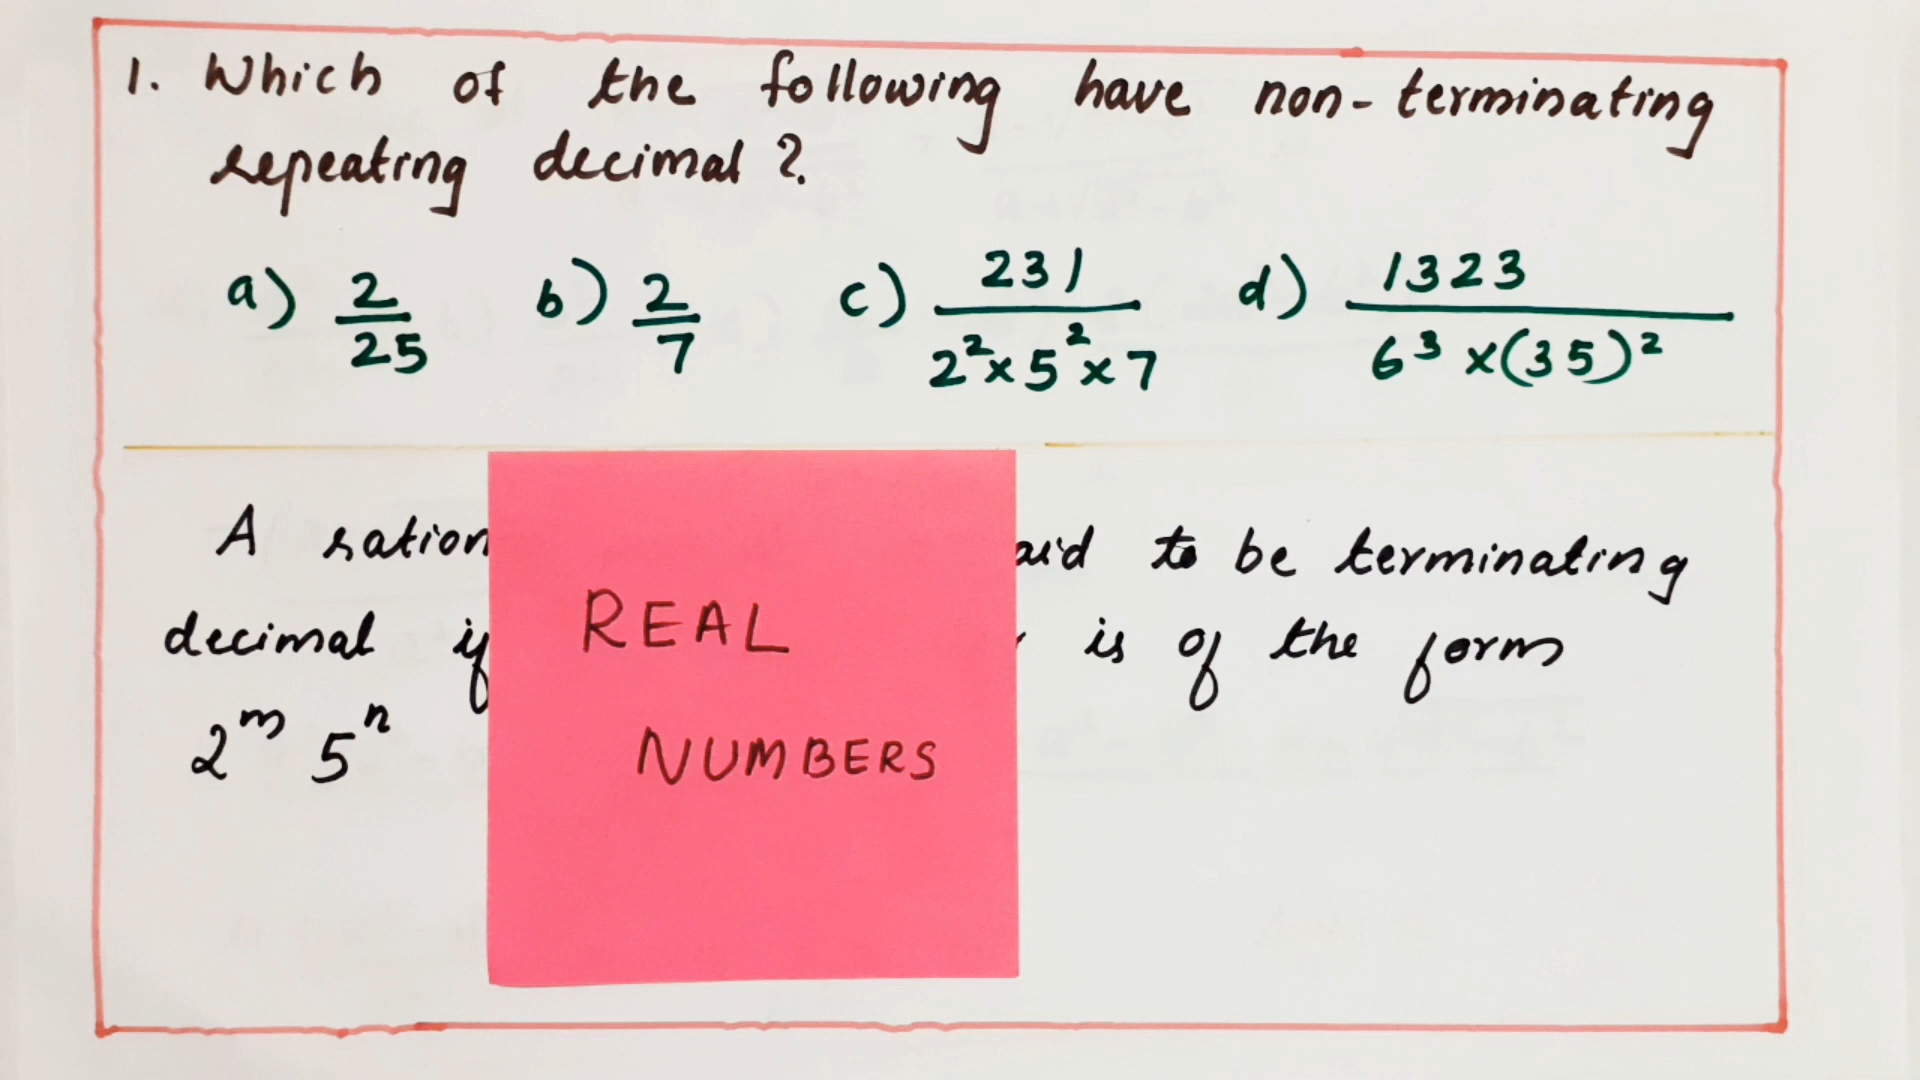 1. Which of the following have non-terminating
repeating decimal ?
a) 2/25 b) 2/7 c) 231/2²×5²×7 d) 1323/6³×(35)²
A ration aid to be terminating
decimal if is of the form
2ᵐ 5ⁿ
REAL
NUMBERS